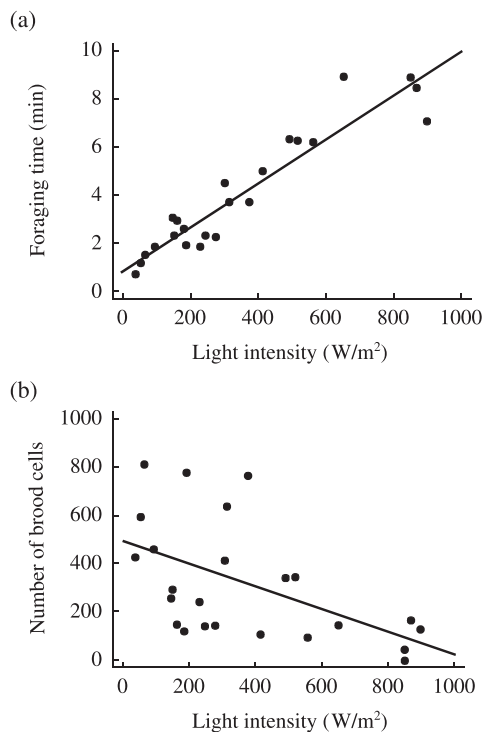 (a)
Foraging time (min)
10
8
6
4
2
0
0 200 400 600 800 1000
Light intensity (W/m²)
(b)
Number of brood cells
1000
800
600
400
200
0
0 200 400 600 800 1000
Light intensity (W/m²)